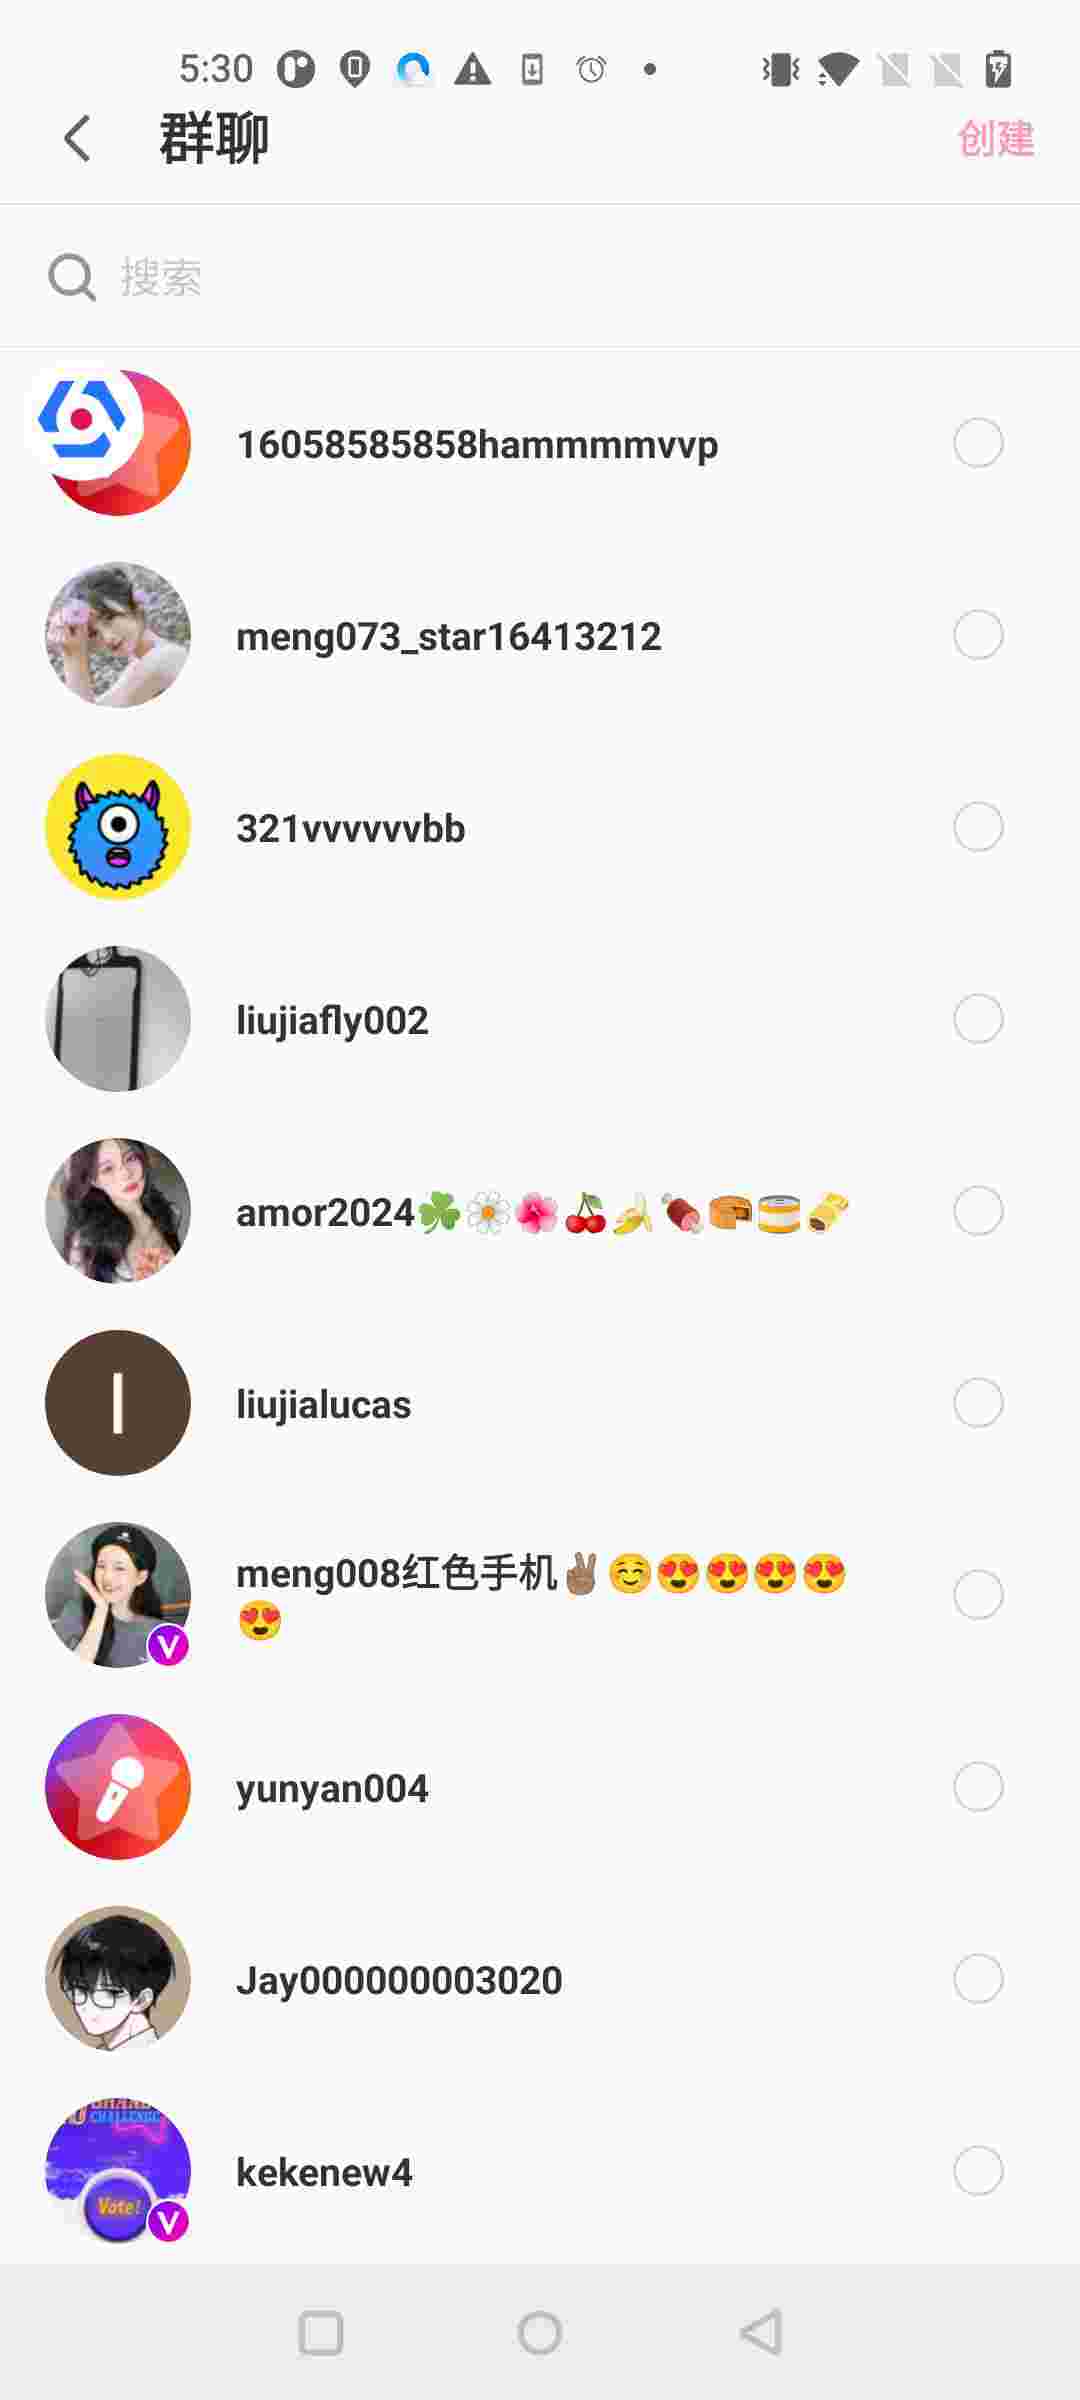 5:30
群聊
创建
搜索
16058585858hammmmvvp
meng073_star16413212
321vvvvvvbb
liujiafly002
amor2024☘️🌼🌺🍒🍌🍖🥮🥫🫔
l
liujialucas
meng008红色手机✌🏽☺️😍😍😍😍
😍
V
yunyan004
Jay000000003020
Vote!
V
kekenew4